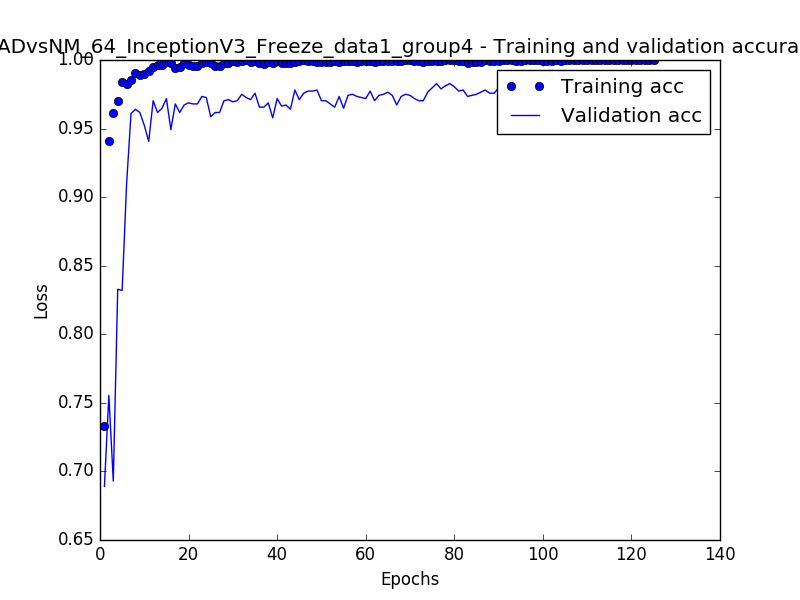 ADvsNM_64_InceptionV3_Freeze_data1_group4 - Training and validation accura
1.00
0.95
0.90
0.85
0.80
0.75
0.70
0.65
Loss
Training acc
Validation acc
0 20 40 60 80 100 120 140
Epochs